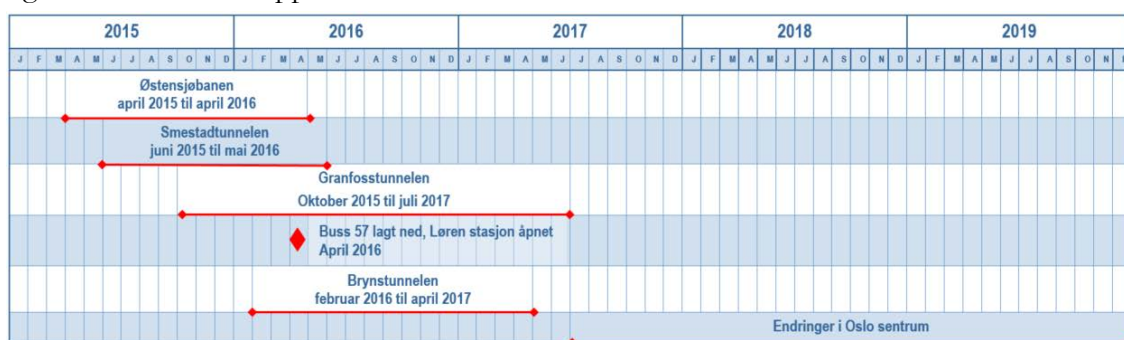 2015 2016 2017 2018 2019
J F M A M J J A S O N D J F M A M J J A S O N D J F M A M J J A S O N D J F M A M J J A S O N D J F M A M J J A S O N
Østensjøbanen
april 2015 til april 2016
Smestadtunnelen
juni 2015 til mai 2016
Granfosstunnelen
Oktober 2015 til juli 2017
Buss 57 lagt ned, Løren stasjon åpnet
April 2016
Brynstunnelen
februar 2016 til april 2017
Endringer i Oslo sentrum